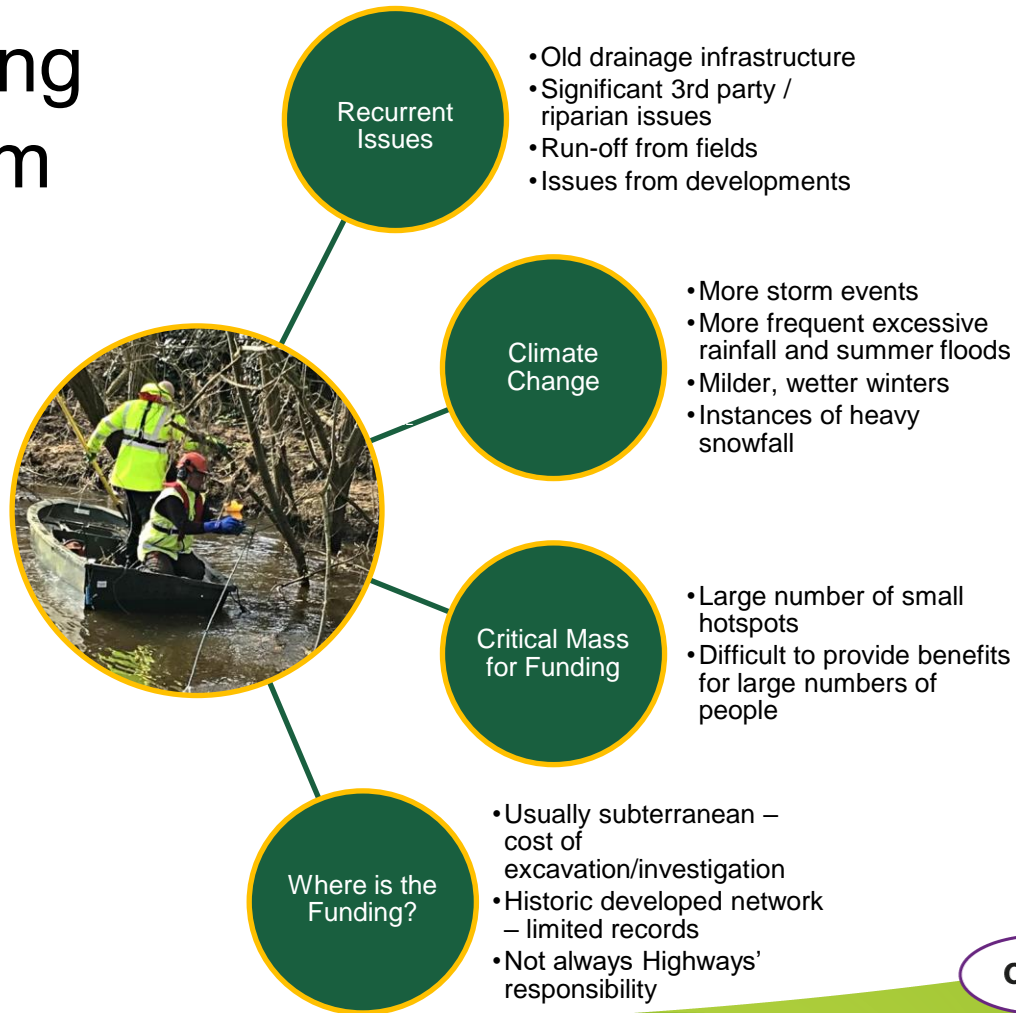 ng
m
Recurrent
Issues
•Old drainage infrastructure
•Significant 3rd party /
riparian issues
•Run-off from fields
•Issues from developments
Climate
Change
•More storm events
•More frequent excessive
rainfall and summer floods
•Milder, wetter winters
•Instances of heavy
snowfall
Critical Mass
for Funding
•Large number of small
hotspots
•Difficult to provide benefits
for large numbers of
people
Where is the
Funding?
•Usually subterranean –
cost of
excavation/investigation
•Historic developed network
– limited records
•Not always Highways’
responsibility